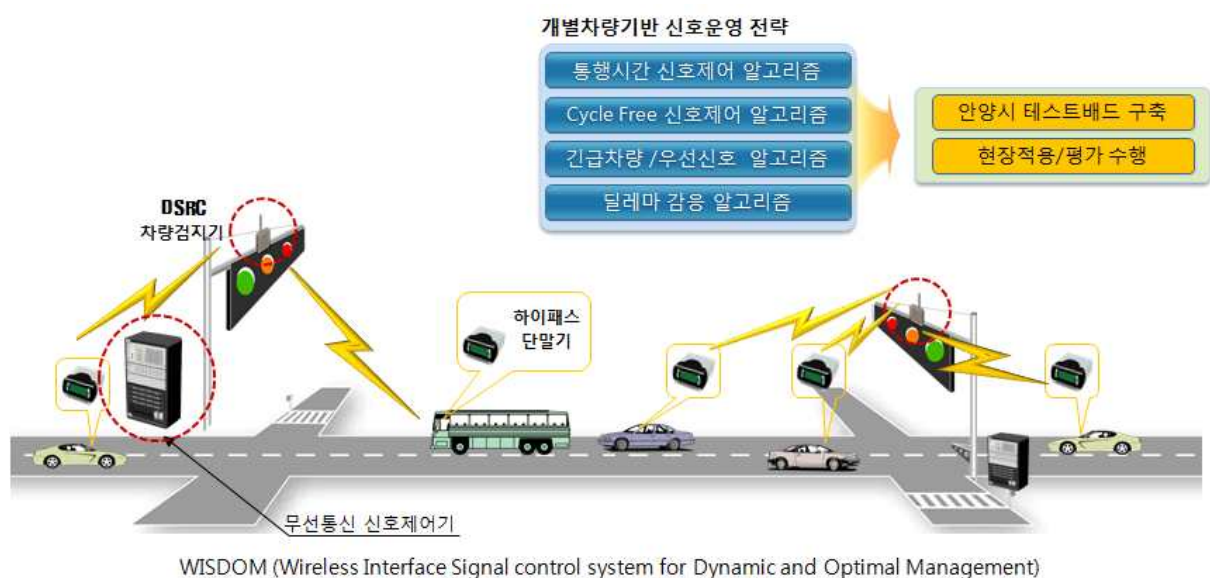 개별차량기반 신호운영 전략
통행시간 신호제어 알고리즘
Cycle Free 신호제어 알고리즘
긴급차량 /우선신호 알고리즘
딜레마 감응 알고리즘
안양시 테스트배드 구축
현장적용/평가 수행
DSRC
차량검지기
하이패스
단말기
무선통신 신호제어기
WISDOM (Wireless Interface Signal control system for Dynamic and Optimal Management)